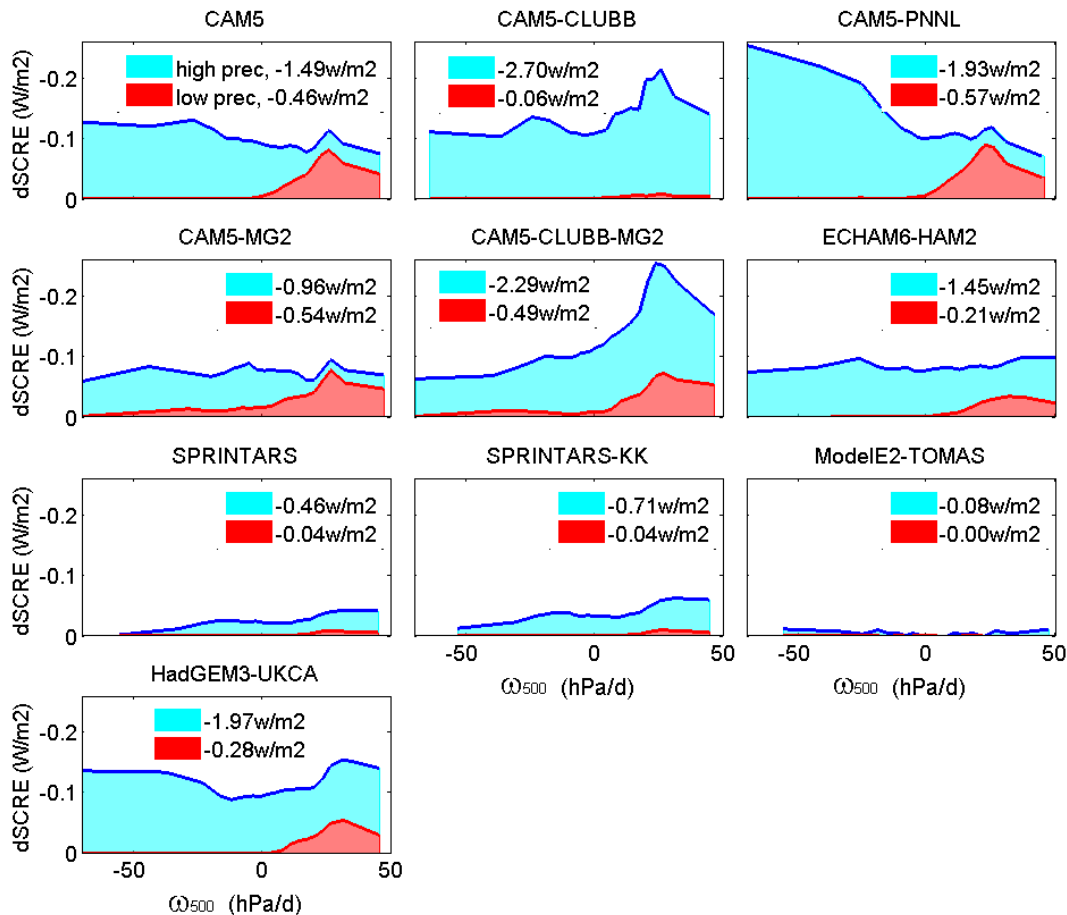 CAM5
CAM5-CLUBB
CAM5-PNNL
dSCRE (W/m2)
-0.2
-0.1
0
high prec, -1.49w/m2
low prec, -0.46w/m2
-2.70w/m2
-0.06w/m2
-1.93w/m2
-0.57w/m2
CAM5-MG2
CAM5-CLUBB-MG2
ECHAM6-HAM2
dSCRE (W/m2)
-0.2
-0.1
0
-0.96w/m2
-0.54w/m2
-2.29w/m2
-0.49w/m2
-1.45w/m2
-0.21w/m2
SPRINTARS
SPRINTARS-KK
ModelE2-TOMAS
dSCRE (W/m2)
-0.2
-0.1
0
-0.46w/m2
-0.04w/m2
-0.71w/m2
-0.04w/m2
-0.08w/m2
-0.00w/m2
-50 0 50
ω500 (hPa/d)
-50 0 50
ω500 (hPa/d)
HadGEM3-UKCA
dSCRE (W/m2)
-0.2
-0.1
0
-1.97w/m2
-0.28w/m2
-50 0 50
ω500 (hPa/d)